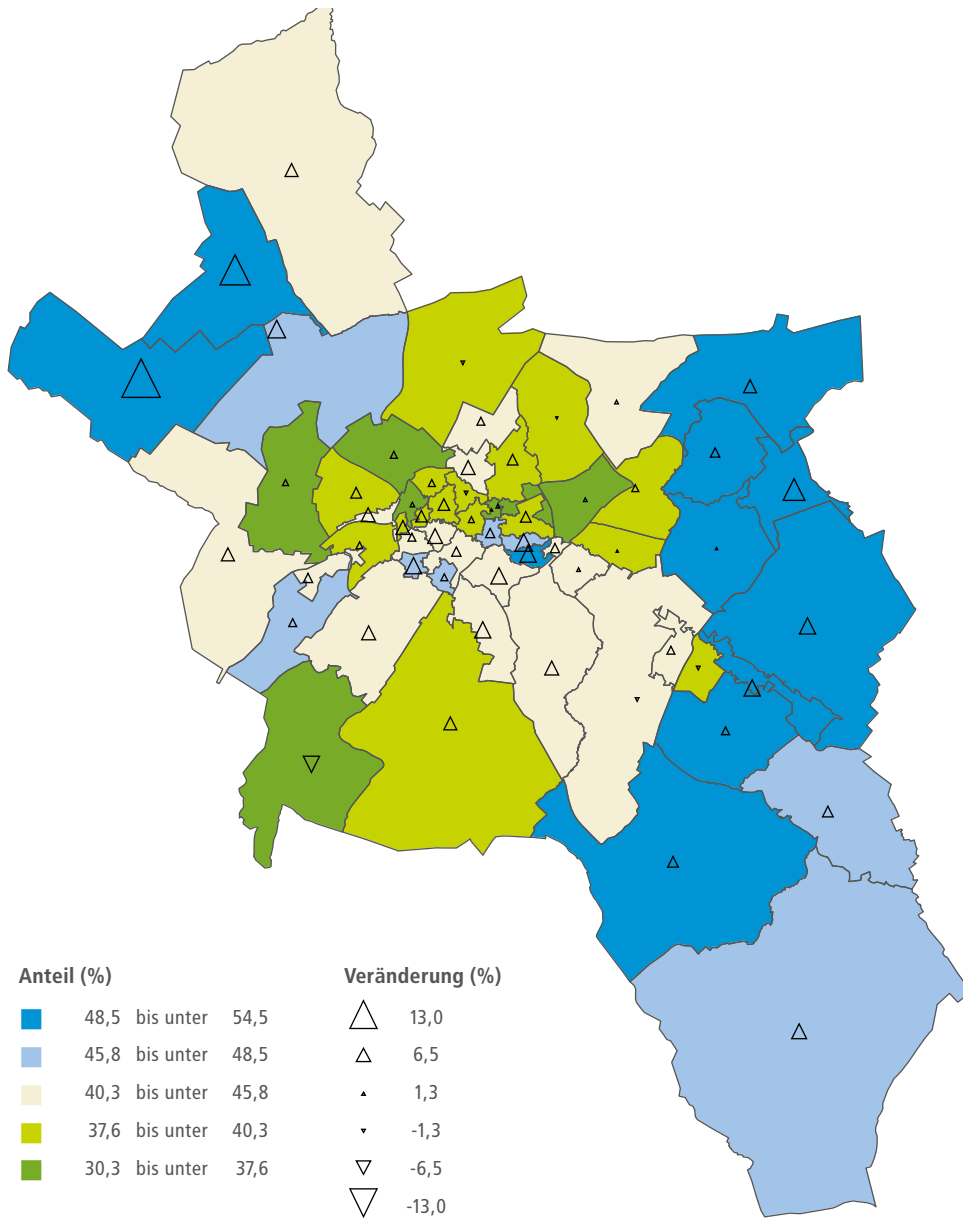 Anteil (%)
48,5 bis unter 54,5
45,8 bis unter 48,5
40,3 bis unter 45,8
37,6 bis unter 40,3
30,3 bis unter 37,6
Veränderung (%)
13,0
6,5
1,3
-1,3
-6,5
-13,0